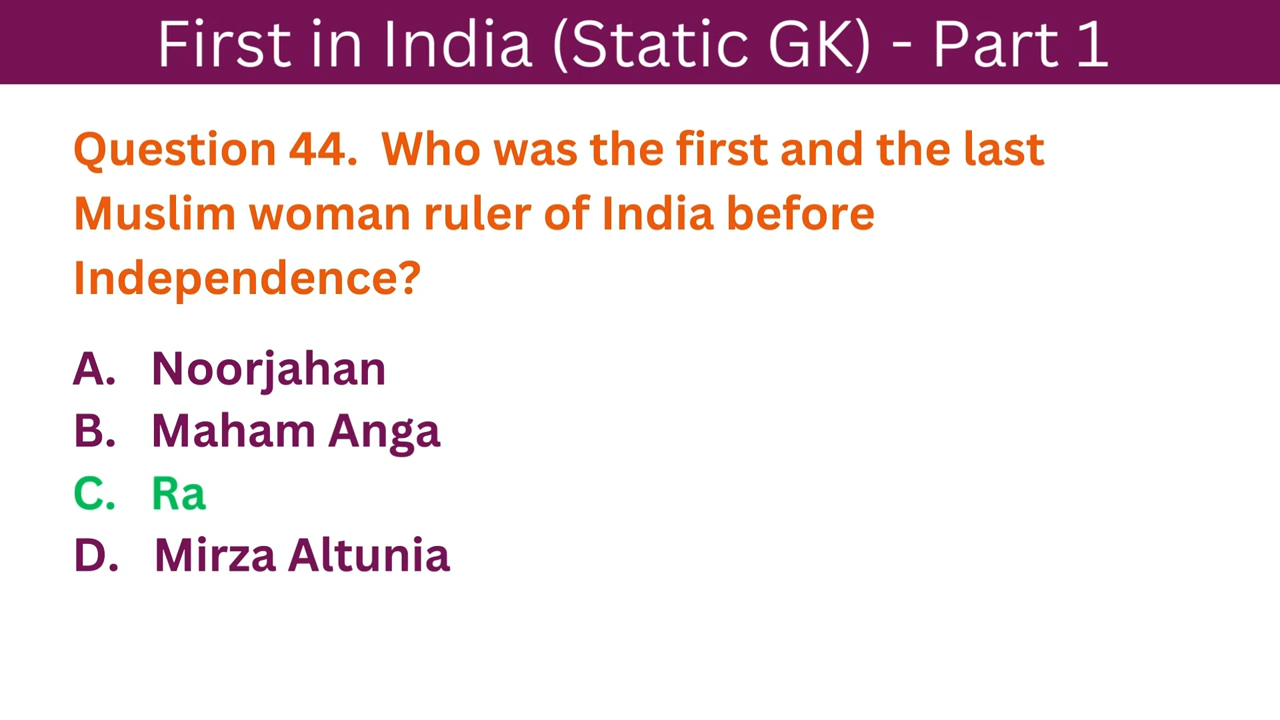 First in India (Static GK) - Part 1
Question 44. Who was the first and the last
Muslim woman ruler of India before
Independence?
A. Noorjahan
B. Maham Anga
C. Ra
D. Mirza Altunia